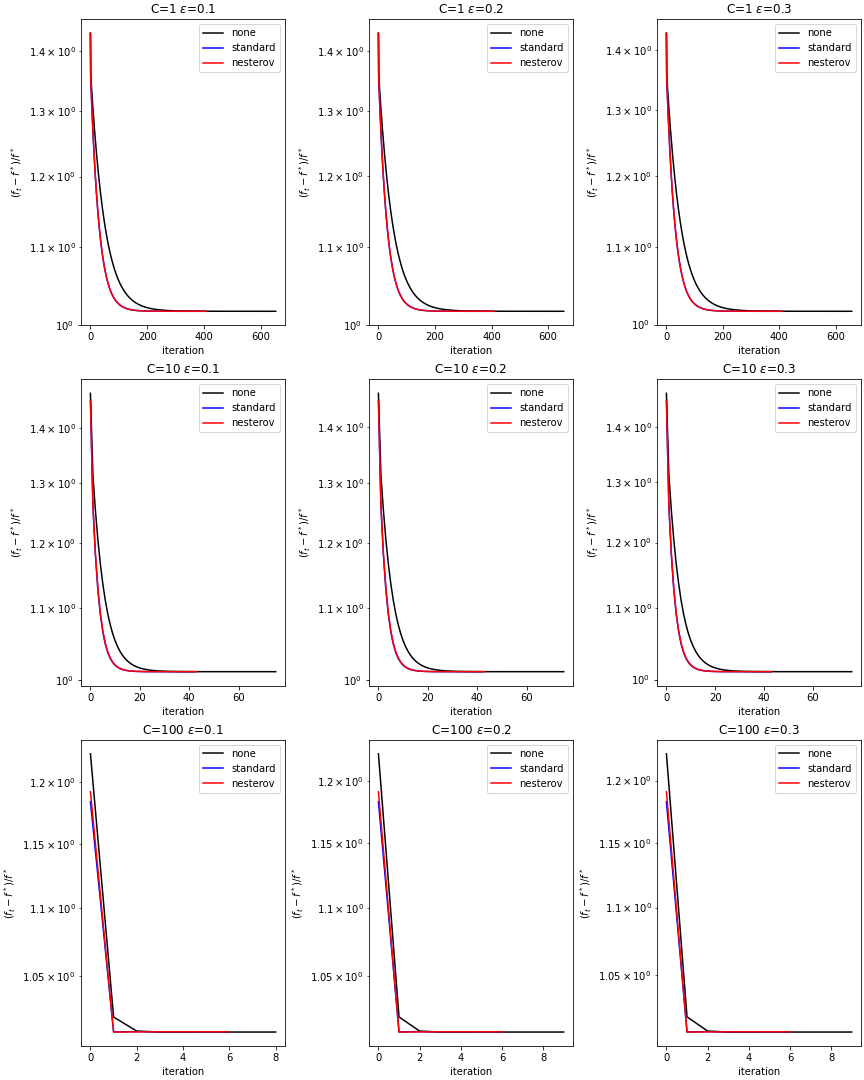 C=1 ε=0.1
none
standard
nesterov
1.4 × 10⁰
1.3 × 10⁰
1.2 × 10⁰
1.1 × 10⁰
10⁰
(f_t − f*)/f*
0 200 400 600
iteration
C=1 ε=0.2
none
standard
nesterov
1.4 × 10⁰
1.3 × 10⁰
1.2 × 10⁰
1.1 × 10⁰
10⁰
(f_t − f*)/f*
0 200 400 600
iteration
C=1 ε=0.3
none
standard
nesterov
1.4 × 10⁰
1.3 × 10⁰
1.2 × 10⁰
1.1 × 10⁰
10⁰
(f_t − f*)/f*
0 200 400 600
iteration
C=10 ε=0.1
none
standard
nesterov
1.4 × 10⁰
1.3 × 10⁰
1.2 × 10⁰
1.1 × 10⁰
10⁰
(f_t − f*)/f*
0 20 40 60
iteration
C=10 ε=0.2
none
standard
nesterov
1.4 × 10⁰
1.3 × 10⁰
1.2 × 10⁰
1.1 × 10⁰
10⁰
(f_t − f*)/f*
0 20 40 60
iteration
C=10 ε=0.3
none
standard
nesterov
1.4 × 10⁰
1.3 × 10⁰
1.2 × 10⁰
1.1 × 10⁰
10⁰
(f_t − f*)/f*
0 20 40 60
iteration
C=100 ε=0.1
none
standard
nesterov
1.2 × 10⁰
1.15 × 10⁰
1.1 × 10⁰
1.05 × 10⁰
(f_t − f*)/f*
0 2 4 6 8
iteration
C=100 ε=0.2
none
standard
nesterov
1.2 × 10⁰
1.15 × 10⁰
1.1 × 10⁰
1.05 × 10⁰
(f_t − f*)/f*
0 2 4 6 8
iteration
C=100 ε=0.3
none
standard
nesterov
1.2 × 10⁰
1.15 × 10⁰
1.1 × 10⁰
1.05 × 10⁰
(f_t − f*)/f*
0 2 4 6 8
iteration